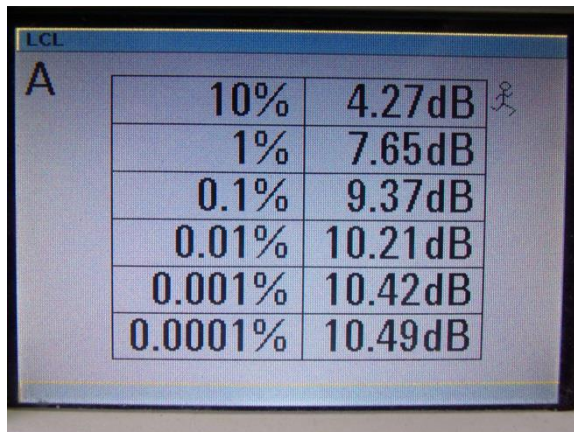 LCL
A
10% 4.27dB
1% 7.65dB
0.1% 9.37dB
0.01% 10.21dB
0.001% 10.42dB
0.0001% 10.49dB